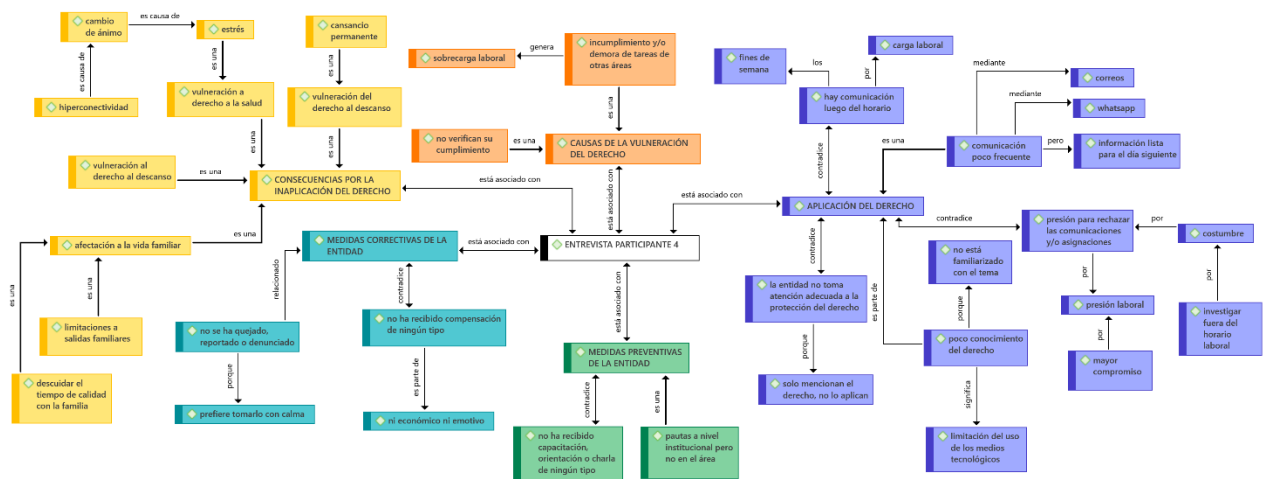 cambio
de ánimo
es causa de
estrés
cansancio
permanente
es causa de
es una
es una
hiperconectividad
vulneración a
derecho a la salud
vulneración del
derecho al descanso
es una
es una
vulneración al
derecho al descanso
es una
CONSECUENCIAS POR LA
INAPLICACIÓN DEL DERECHO
está asociado con
es una
afectación a la vida familiar
es una
es una
limitaciones a
salidas familiares
descuidar el
tiempo de calidad
con la familia
sobrecarga laboral
genera
incumplimiento y/o
demora de tareas de
otras áreas
es una
no verifican su
cumplimiento
es una
CAUSAS DE LA VULNERACIÓN
DEL DERECHO
está asociado con
MEDIDAS CORRECTIVAS DE LA
ENTIDAD
está asociado con
ENTREVISTA PARTICIPANTE 4
relacionado
contradice
no se ha quejado,
reportado o denunciado
no ha recibido compensación
de ningún tipo
porque
es parte de
prefiere tomarlo con calma
ni económico ni emotivo
está asociado con
MEDIDAS PREVENTIVAS
DE LA ENTIDAD
contradice
es una
no ha recibido
capacitación,
orientación o charla
de ningún tipo
pautas a nivel
institucional pero
no en el área
fines de
semana
los
carga laboral
por
hay comunicación
luego del horario
contradice
mediante
correos
mediante
whatsapp
comunicación
poco frecuente
pero
información lista
para el día siguiente
es una
está asociado con
APLICACIÓN DEL DERECHO
contradice
presión para rechazar
las comunicaciones
y/o asignaciones
por
costumbre
contradice
no está
familiarizado
con el tema
la entidad no toma
atención adecuada a la
protección del derecho
es parte de
porque
por
por
presión laboral
investigar
fuera del
horario
laboral
poco conocimiento
del derecho
por
porque
mayor
compromiso
solo mencionan el
derecho, no lo aplican
significa
limitación del uso
de los medios
tecnológicos